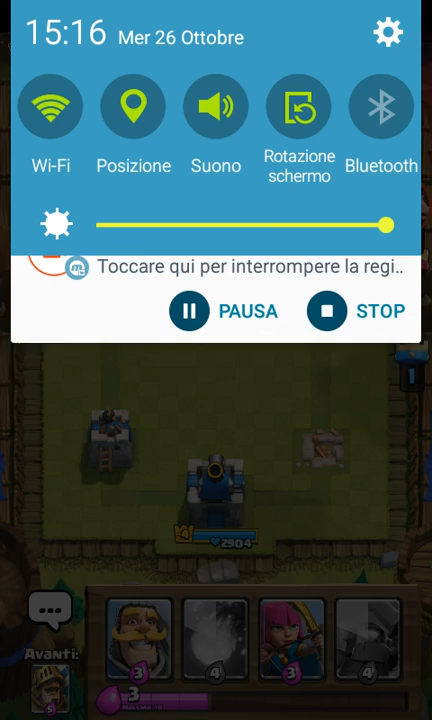 15:16 Mer 26 Ottobre
Wi-Fi
Posizione
Suono
Rotazione
schermo
Bluetooth
Toccare qui per interrompere la regi..
PAUSA
STOP
1
2904
3
4
3
4
Avanti:
5
3